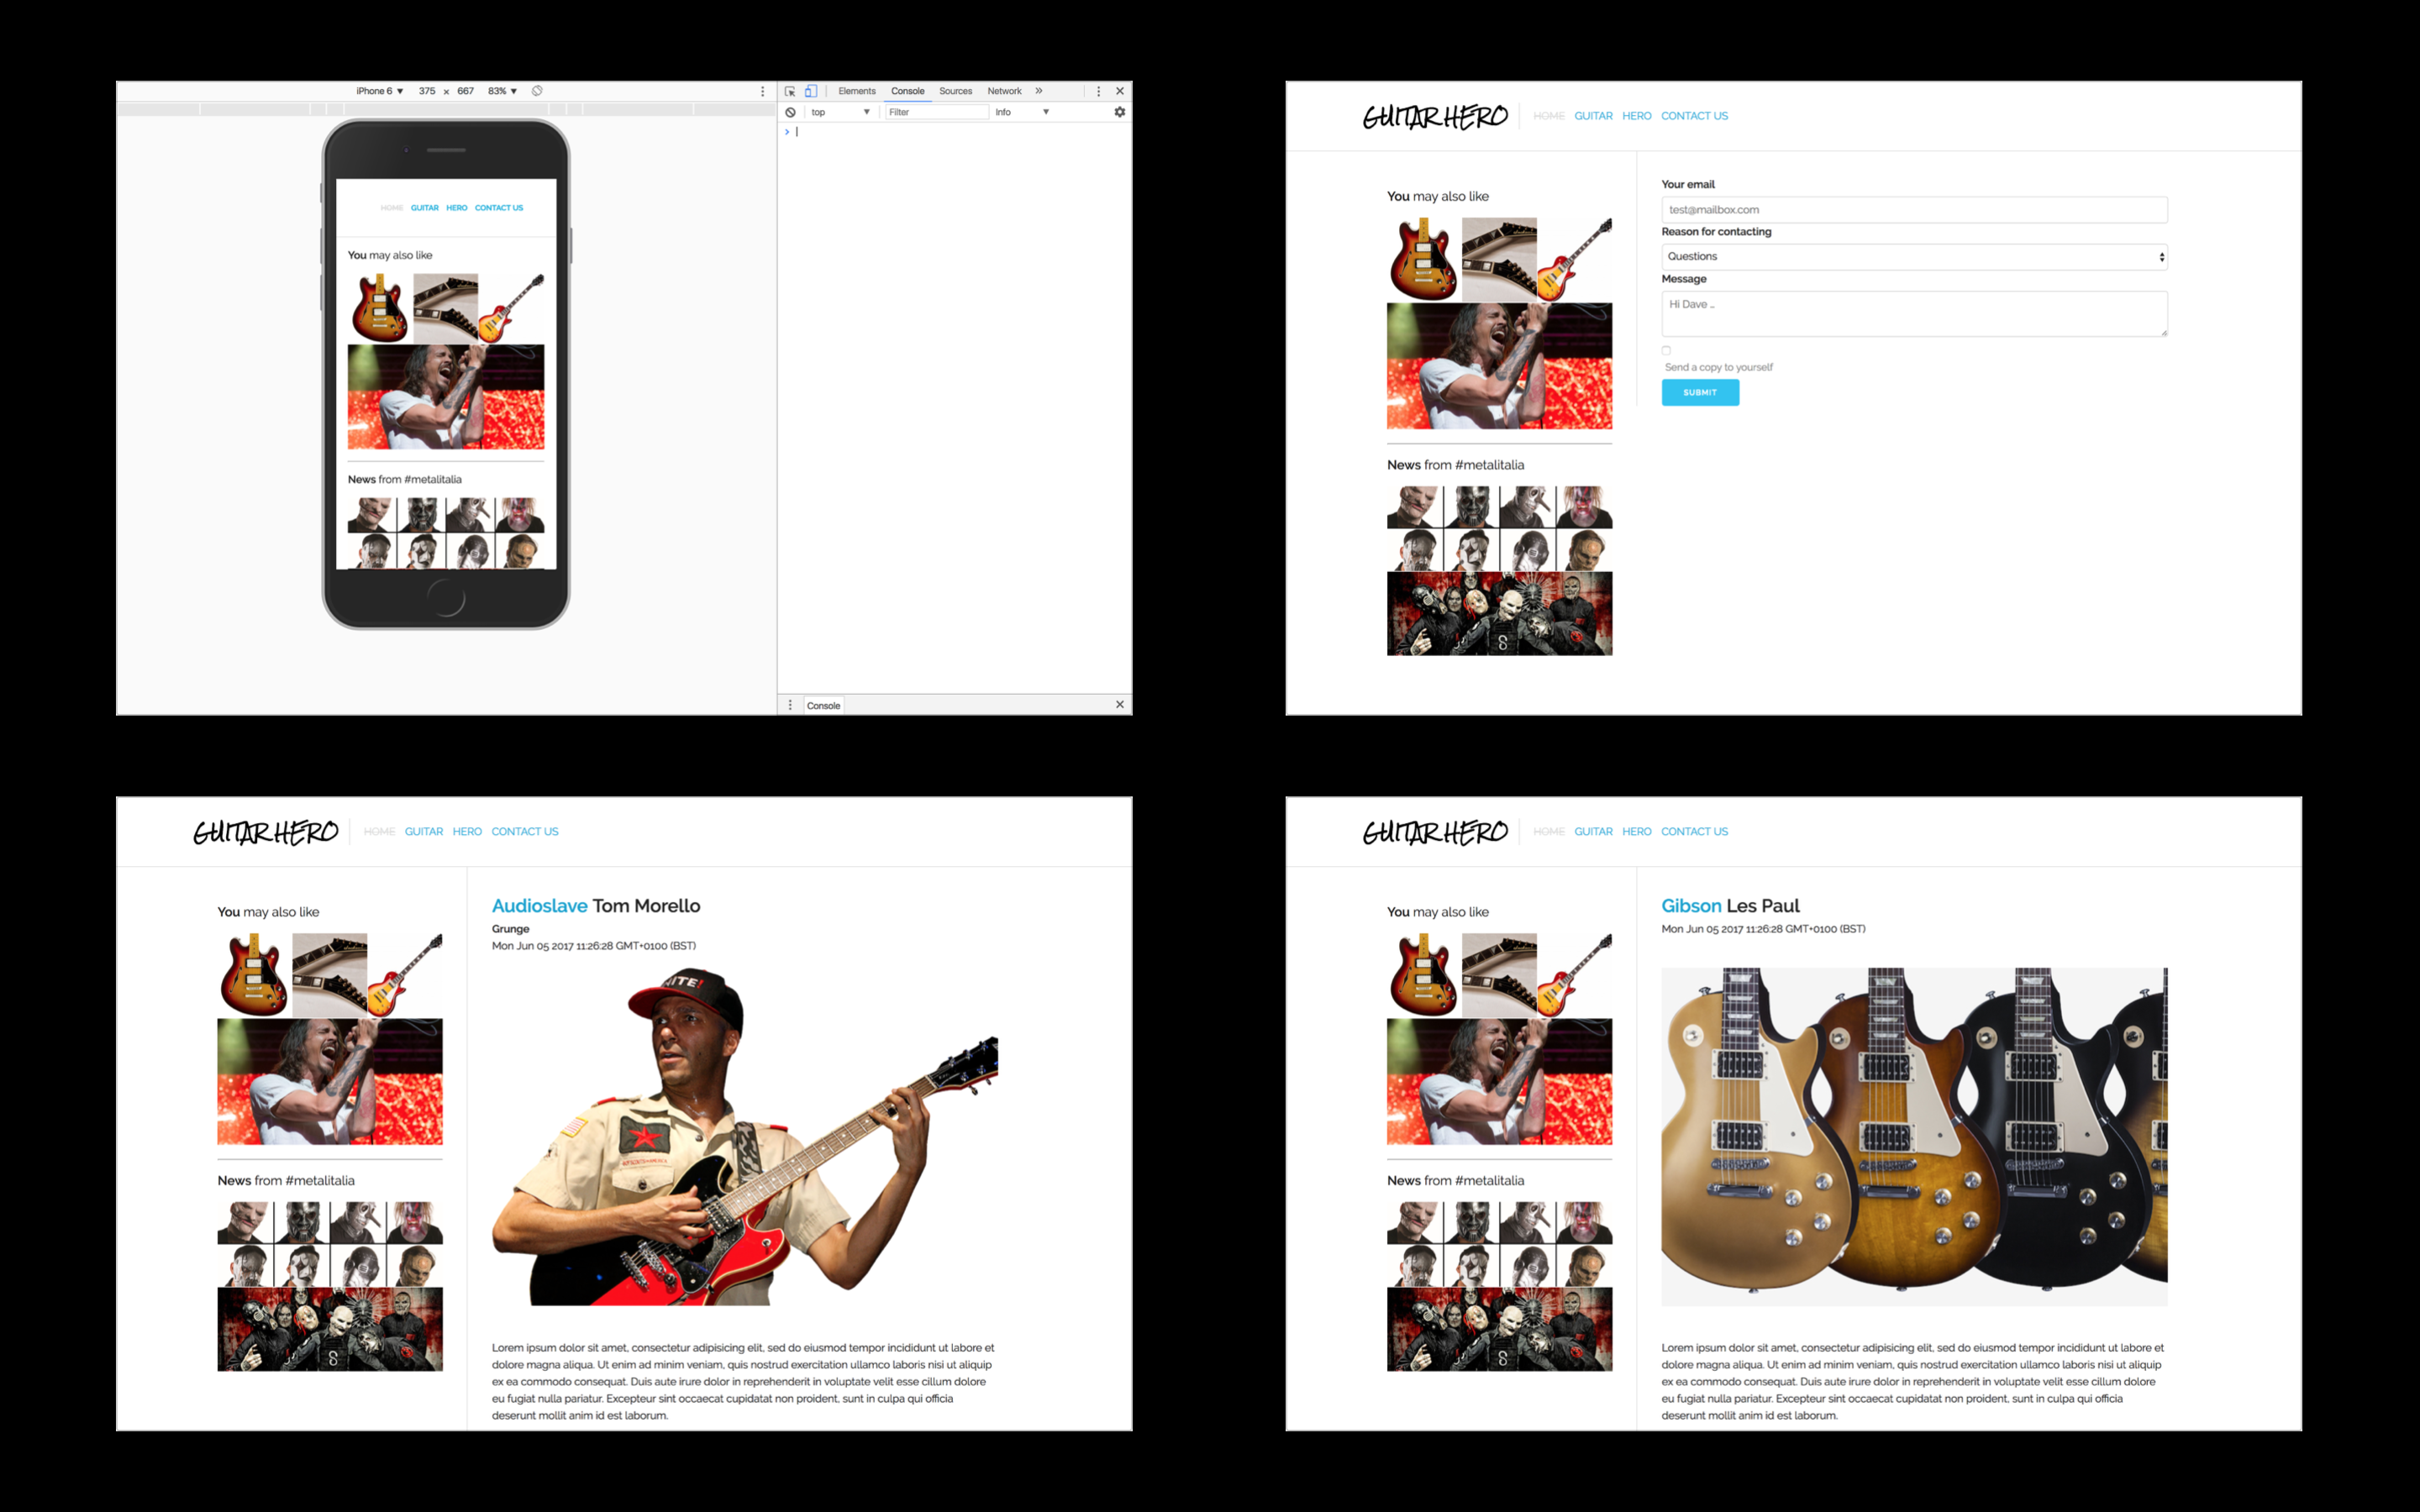 iPhone 6 ▼ 375 × 667 83% ▼
Elements Console Sources Network »
top ▼ Filter Info ▼
HOME GUITAR HERO CONTACT US
You may also like
News from #metalitalia
Console
GUITAR HERO HOME GUITAR HERO CONTACT US
You may also like
News from #metalitalia
Your email
test@mailbox.com
Reason for contacting
Questions
Message
Hi Dave ...
Send a copy to yourself
SUBMIT
GUITAR HERO HOME GUITAR HERO CONTACT US
You may also like
News from #metalitalia
Audioslave Tom Morello
Grunge
Mon Jun 05 2017 11:26:28 GMT+0100 (BST)
Lorem ipsum dolor sit amet, consectetur adipisicing elit, sed do eiusmod tempor incididunt ut labore et
dolore magna aliqua. Ut enim ad minim veniam, quis nostrud exercitation ullamco laboris nisi ut aliquip
ex ea commodo consequat. Duis aute irure dolor in reprehenderit in voluptate velit esse cillum dolore
eu fugiat nulla pariatur. Excepteur sint occaecat cupidatat non proident, sunt in culpa qui officia
deserunt mollit anim id est laborum.
GUITAR HERO HOME GUITAR HERO CONTACT US
You may also like
News from #metalitalia
Gibson Les Paul
Mon Jun 05 2017 11:26:28 GMT+0100 (BST)
Lorem ipsum dolor sit amet, consectetur adipisicing elit, sed do eiusmod tempor incididunt ut labore et
dolore magna aliqua. Ut enim ad minim veniam, quis nostrud exercitation ullamco laboris nisi ut aliquip
ex ea commodo consequat. Duis aute irure dolor in reprehenderit in voluptate velit esse cillum dolore
eu fugiat nulla pariatur. Excepteur sint occaecat cupidatat non proident, sunt in culpa qui officia
deserunt mollit anim id est laborum.